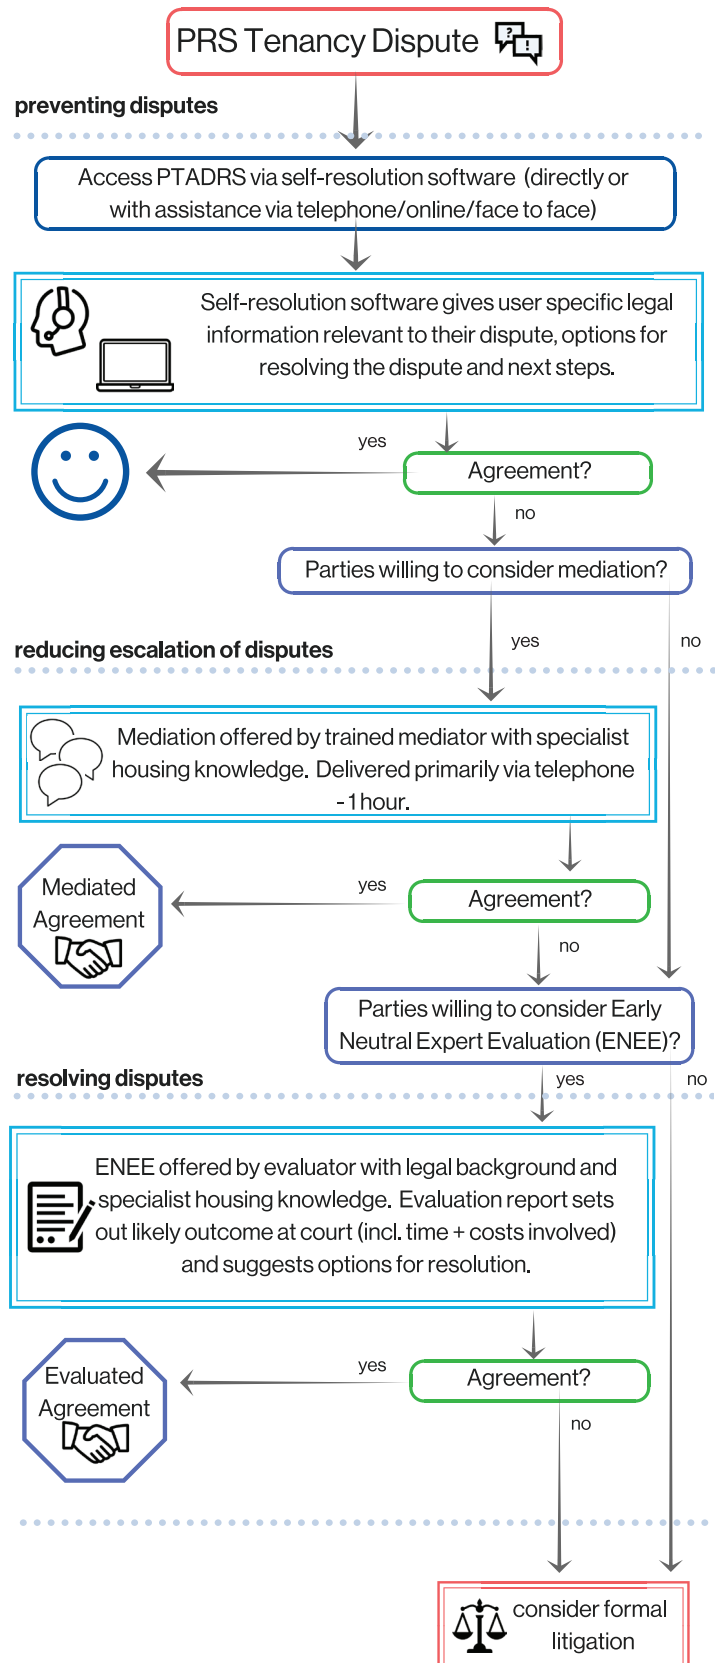 PRS Tenancy Dispute
? !
preventing disputes
Access PTADRS via self-resolution software (directly or
with assistance via telephone/online/face to face)
Self-resolution software gives user specific legal
information relevant to their dispute, options for
resolving the dispute and next steps.
yes
Agreement?
no
Parties willing to consider mediation?
yes
no
reducing escalation of disputes
Mediation offered by trained mediator with specialist
housing knowledge. Delivered primarily via telephone
- 1 hour.
Mediated
Agreement
yes
Agreement?
no
Parties willing to consider Early
Neutral Expert Evaluation (ENEE)?
resolving disputes
yes
no
ENEE offered by evaluator with legal background and
specialist housing knowledge. Evaluation report sets
out likely outcome at court (incl. time + costs involved)
and suggests options for resolution.
Evaluated
Agreement
yes
Agreement?
no
consider formal
litigation